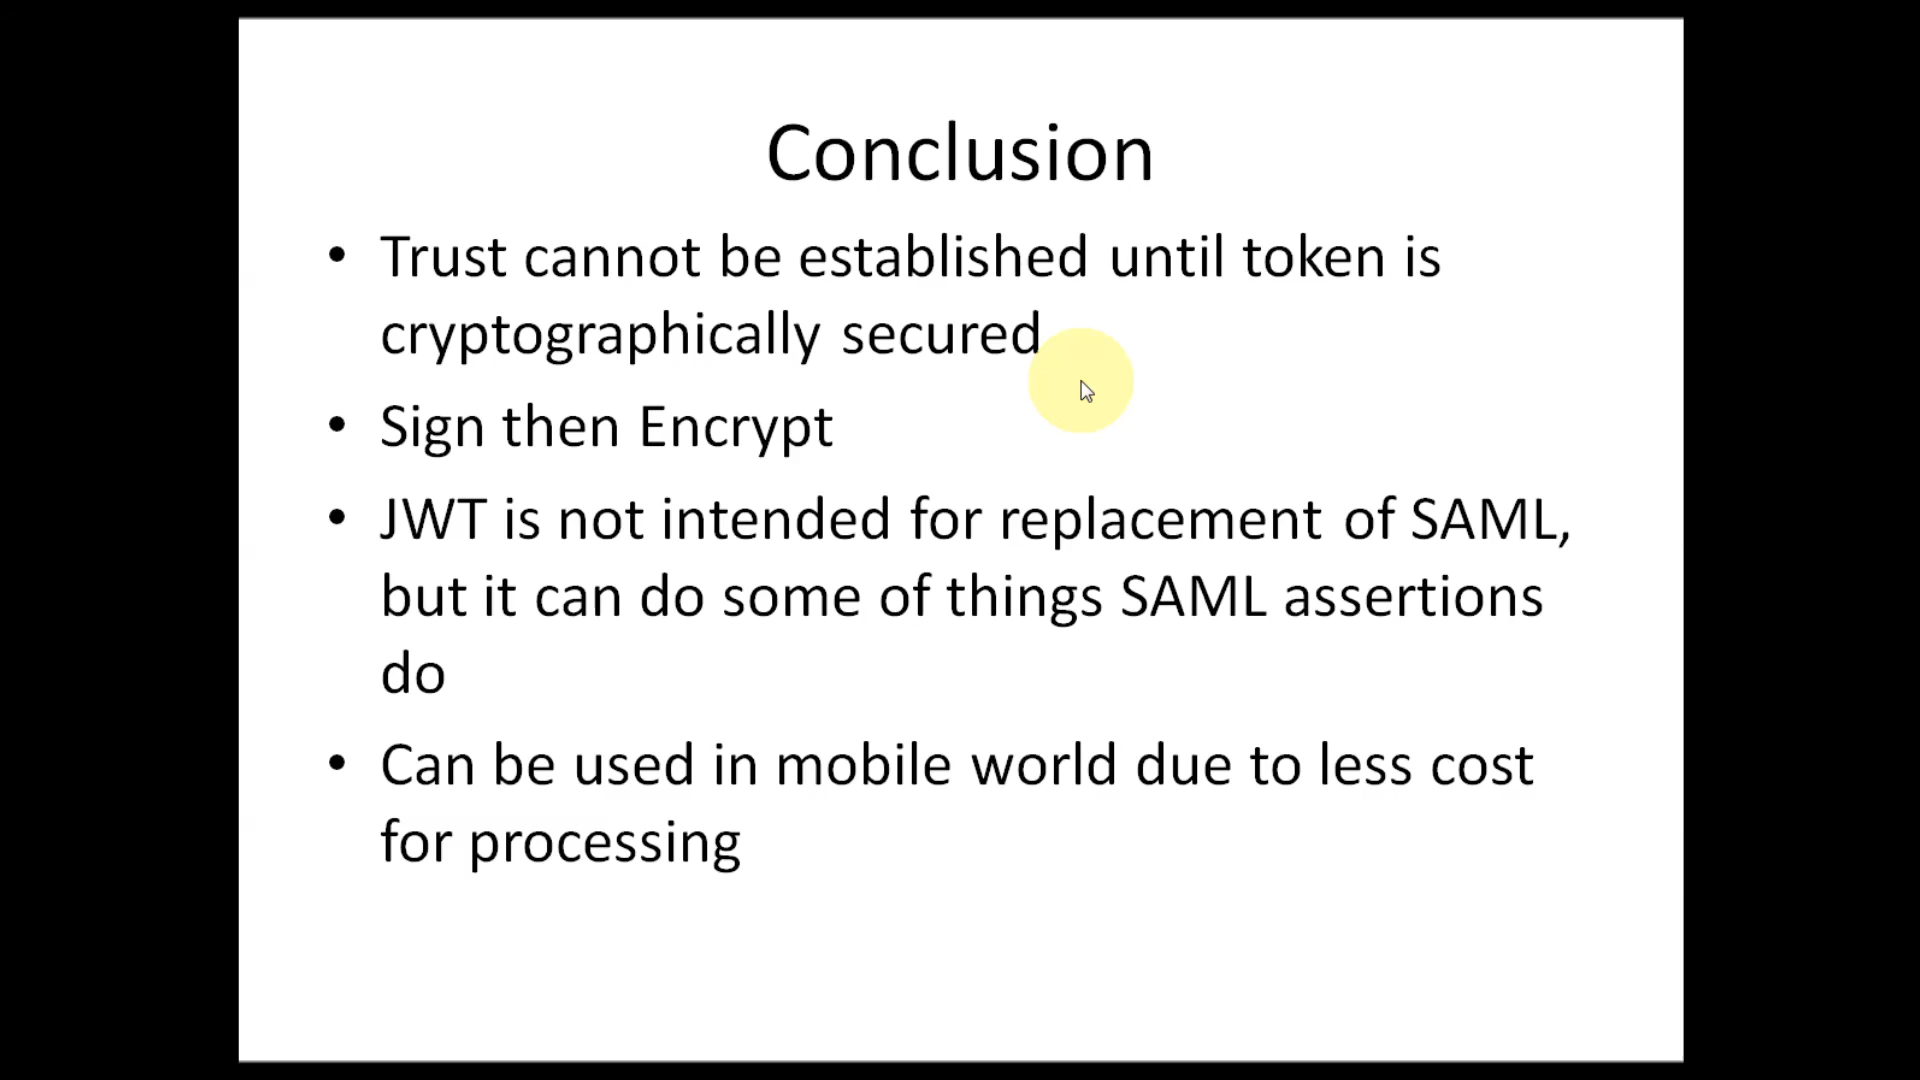 Conclusion
• Trust cannot be established until token is
cryptographically secured
• Sign then Encrypt
• JWT is not intended for replacement of SAML,
but it can do some of things SAML assertions
do
• Can be used in mobile world due to less cost
for processing